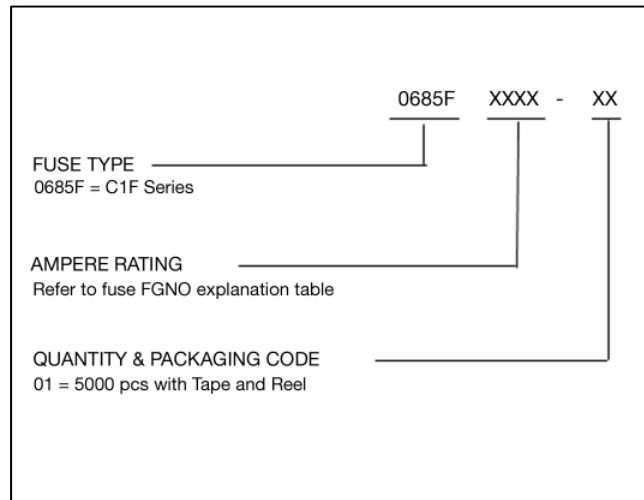 0685F XXXX - XX
FUSE TYPE
0685F = C1F Series
AMPERE RATING
Refer to fuse FGNO explanation table
QUANTITY & PACKAGING CODE
01 = 5000 pcs with Tape and Reel